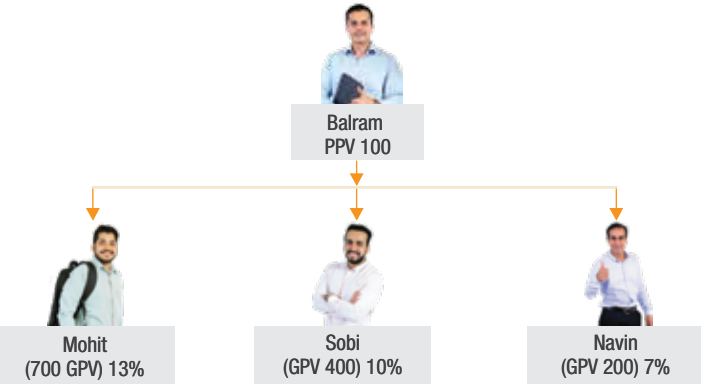 Balram
PPV 100
Mohit
(700 GPV) 13%
Sobi
(GPV 400) 10%
Navin
(GPV 200) 7%